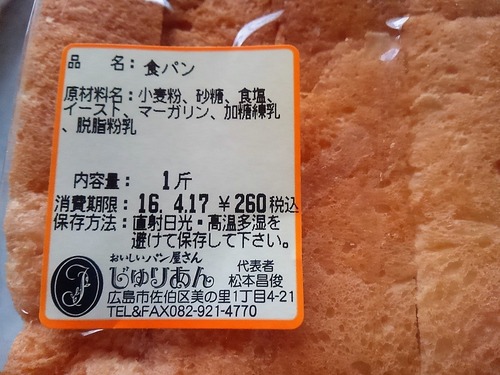 品 名:食パン
原材料名:小麦粉、砂糖、食塩、
イースト、マーガリン、加糖練乳
、脱脂粉乳
内容量: 1斤
消費期限: 16. 4.17 ¥260税込
保存方法:直射日光・高温多湿を
避けて保存して下さい。
おいしいパン屋さん
じゅりあん 代表者
松本昌俊
広島市佐伯区美の里1丁目4-21
TEL&FAX082-921-4770